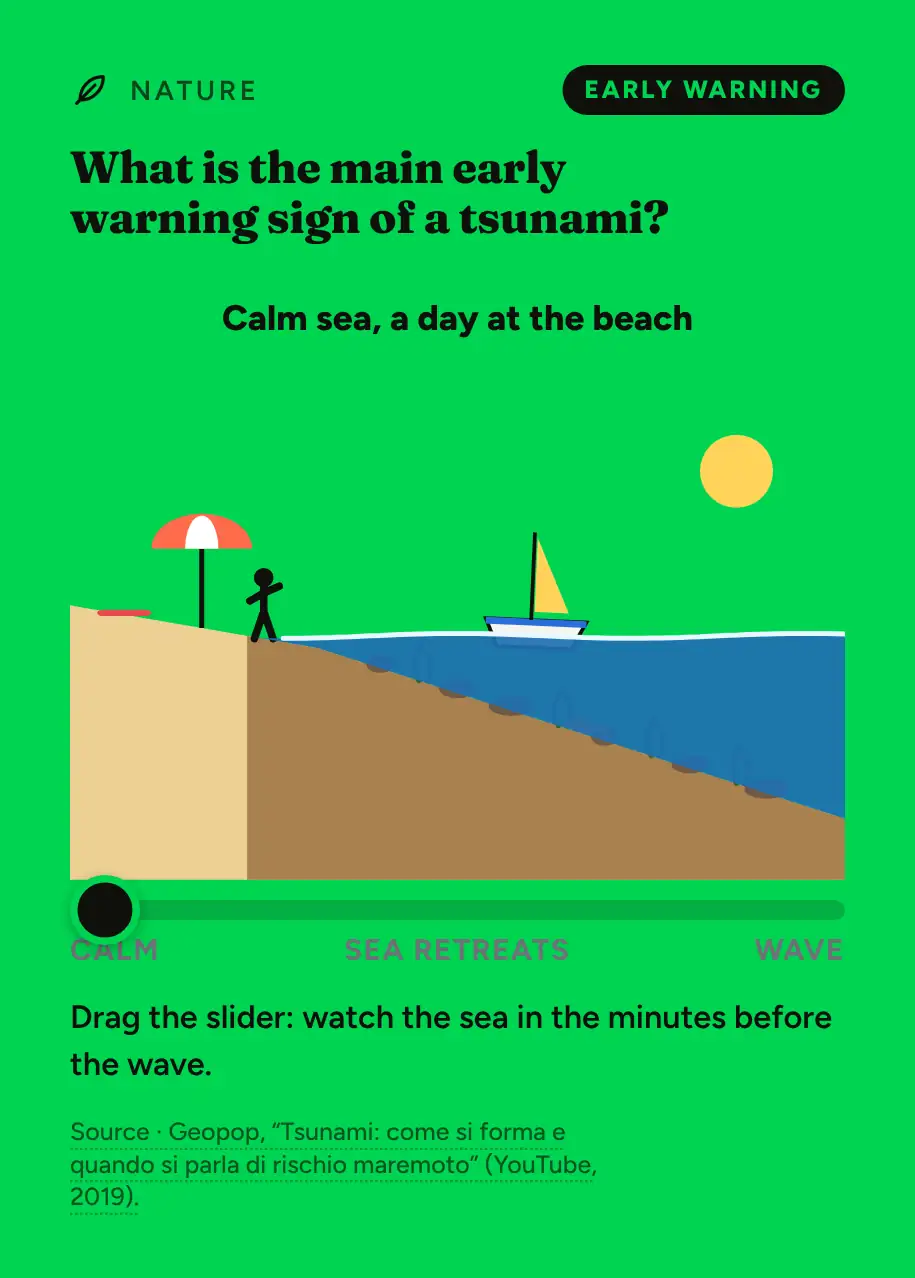 NATURE
EARLY WARNING
What is the main early
warning sign of a tsunami?
Calm sea, a day at the beach
CALM
SEA RETREATS
WAVE
Drag the slider: watch the sea in the minutes before
the wave.
Source · Geopop, “Tsunami: come si forma e
quando si parla di rischio maremoto” (YouTube,
2019).